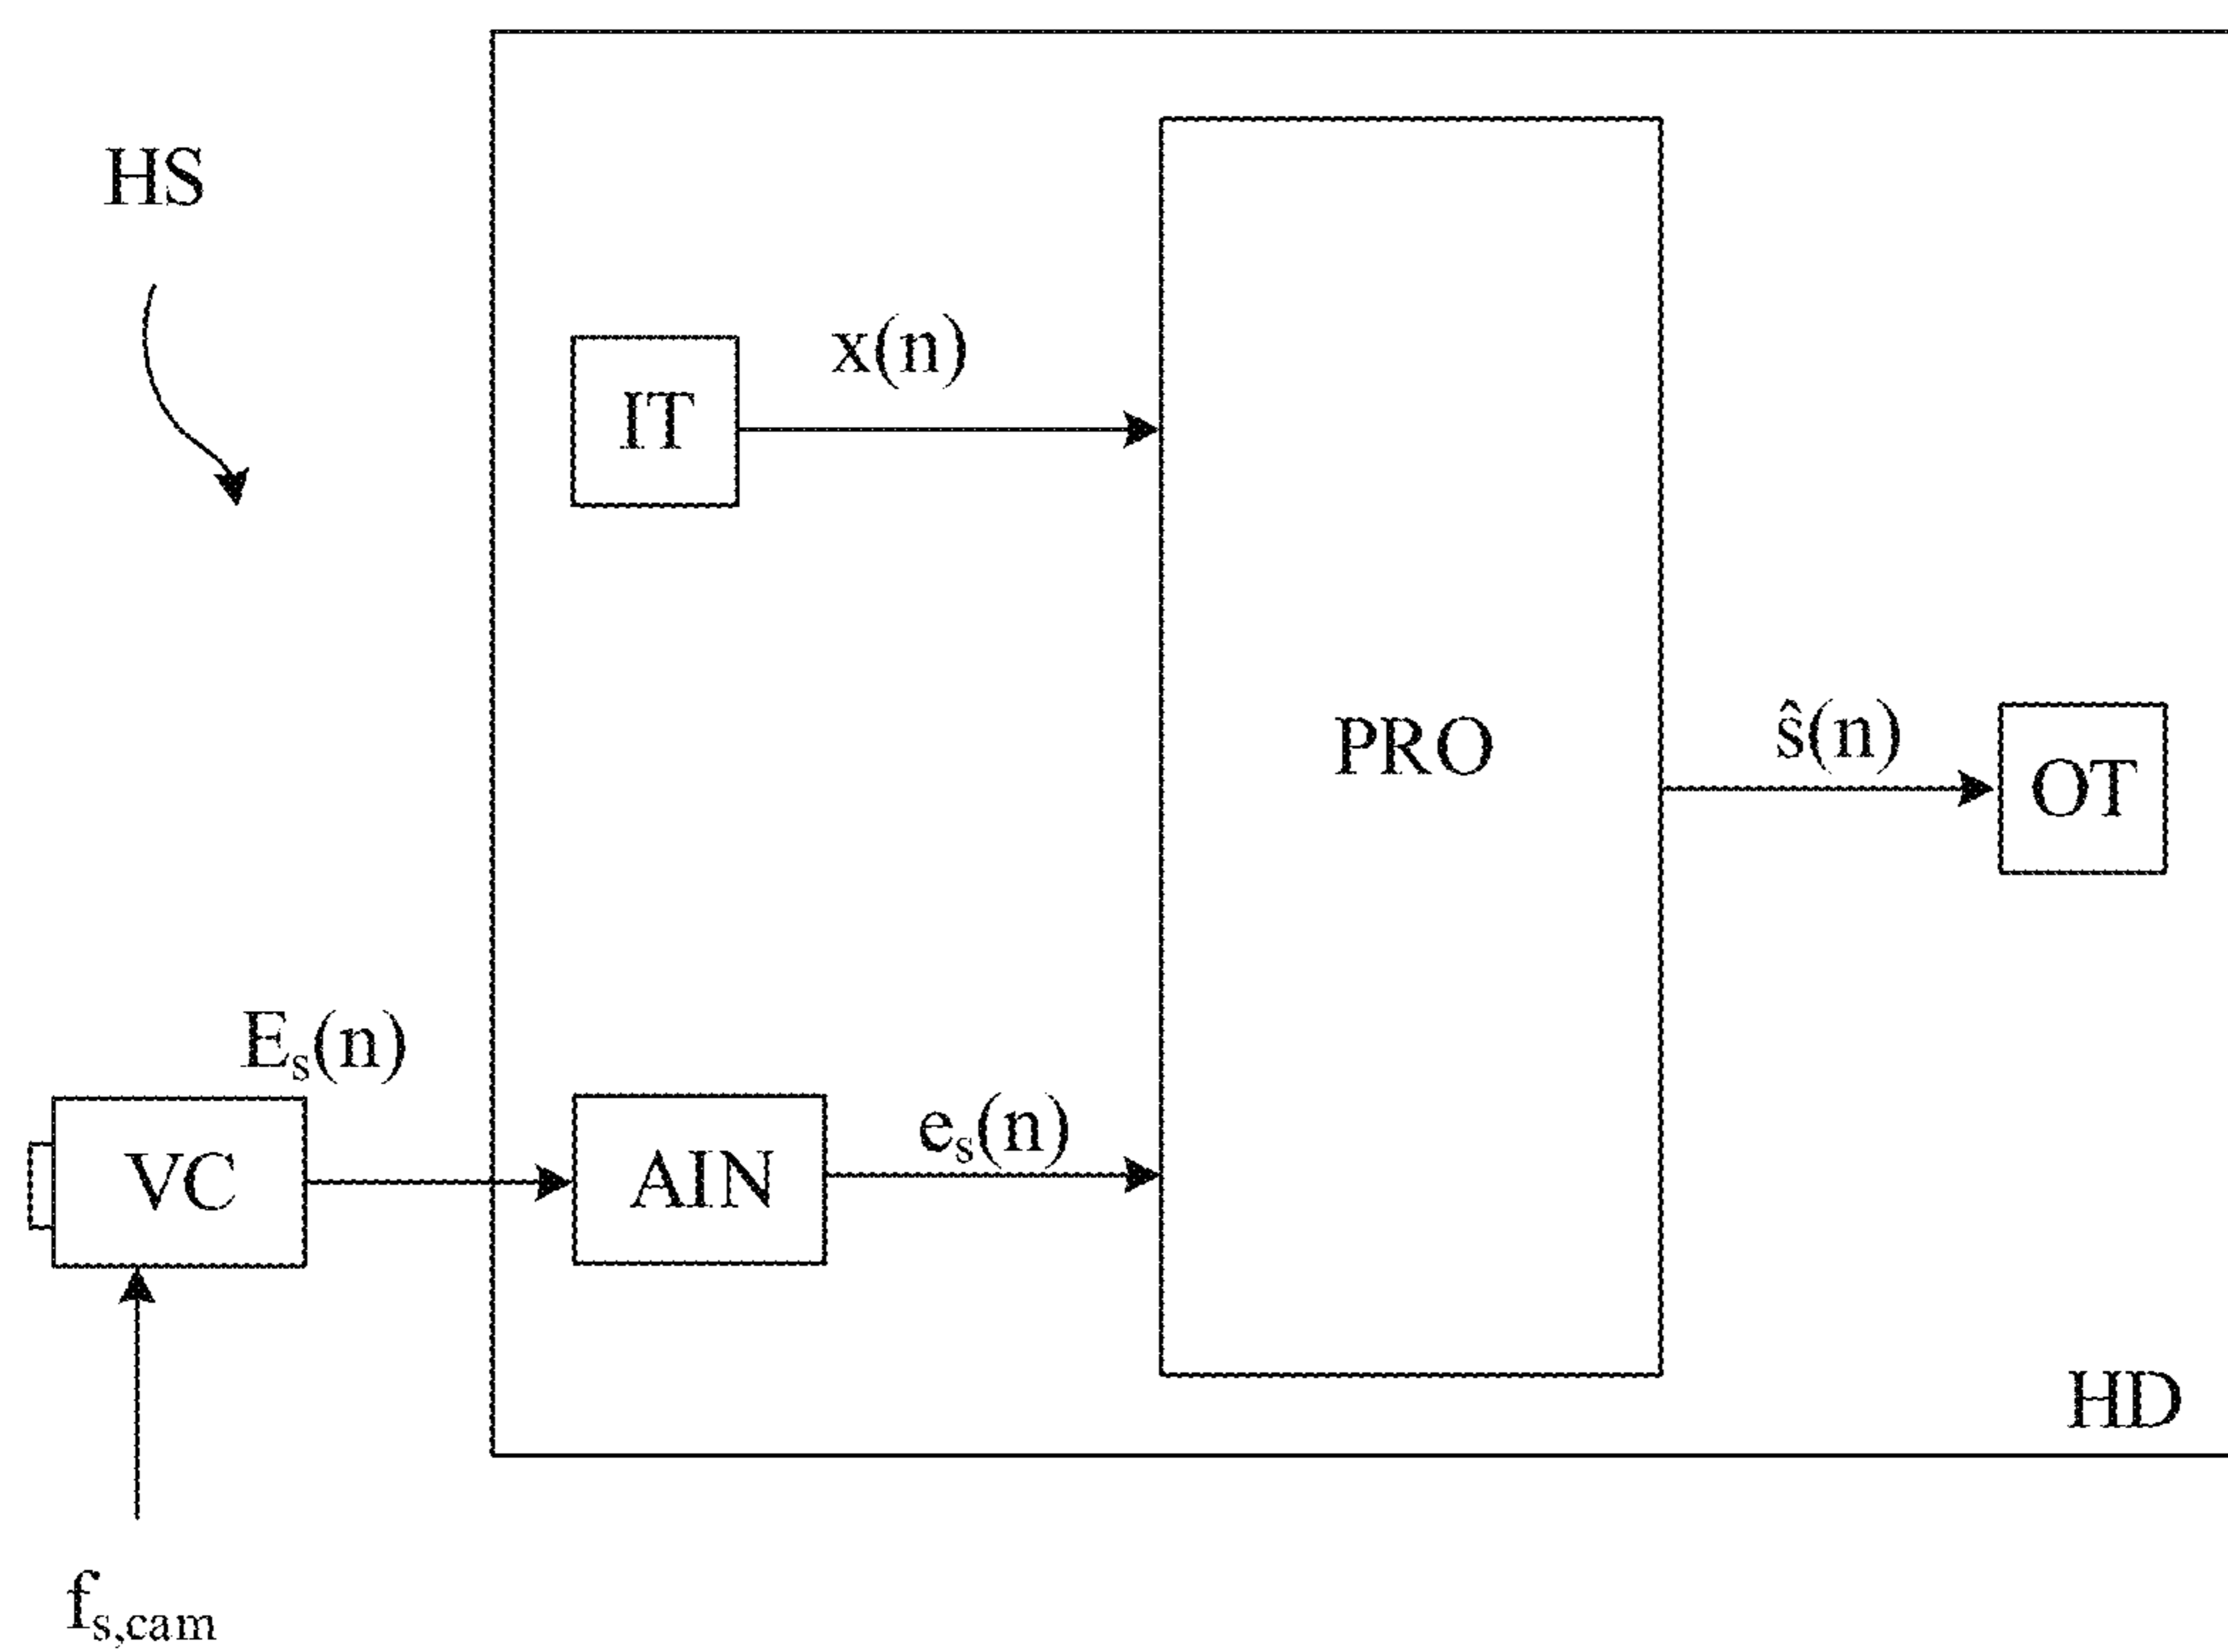 HS
x(n)
IT
PRO
ŝ(n)
OT
Eₛ(n)
eₛ(n)
VC
AIN
HD
fₛ,cam